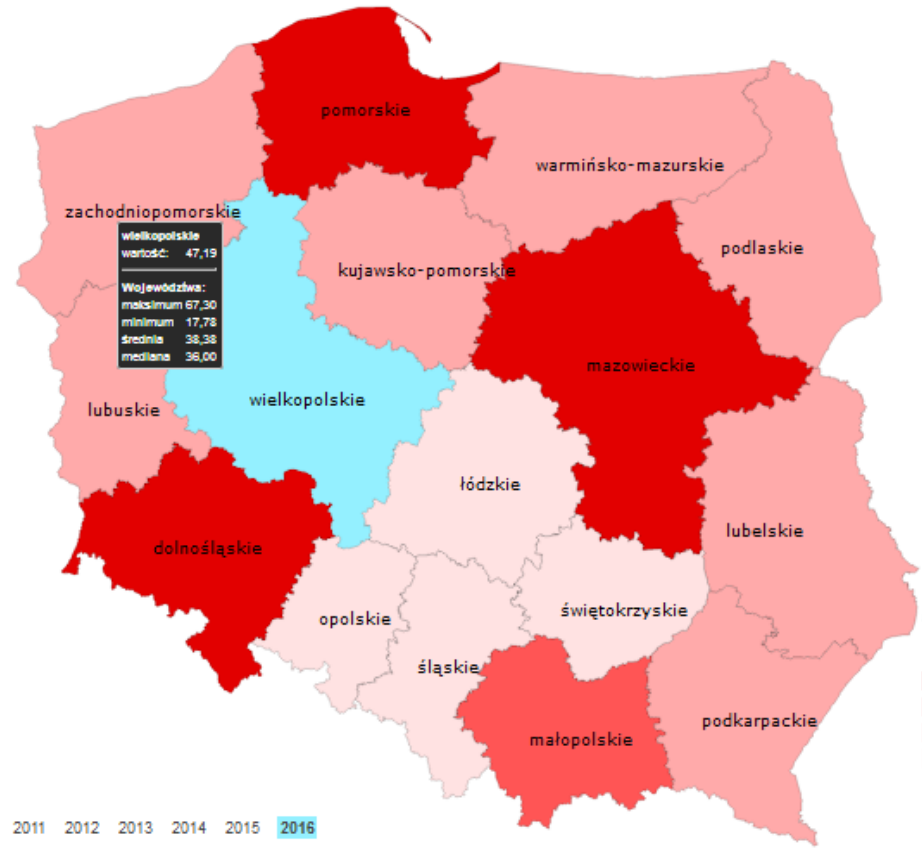 pomorskie
warmińsko-mazurskie
zachodniopomorskie
wielkopolskie
wartość: 47,19
Województwa:
maksimum 67,30
minimum 17,78
średnia 38,38
mediana 36,00
podlaskie
kujawsko-pomorskie
mazowieckie
wielkopolskie
lubuskie
łódzkie
lubelskie
dolnośląskie
świętokrzyskie
opolskie
śląskie
podkarpackie
małopolskie
2011 2012 2013 2014 2015 2016